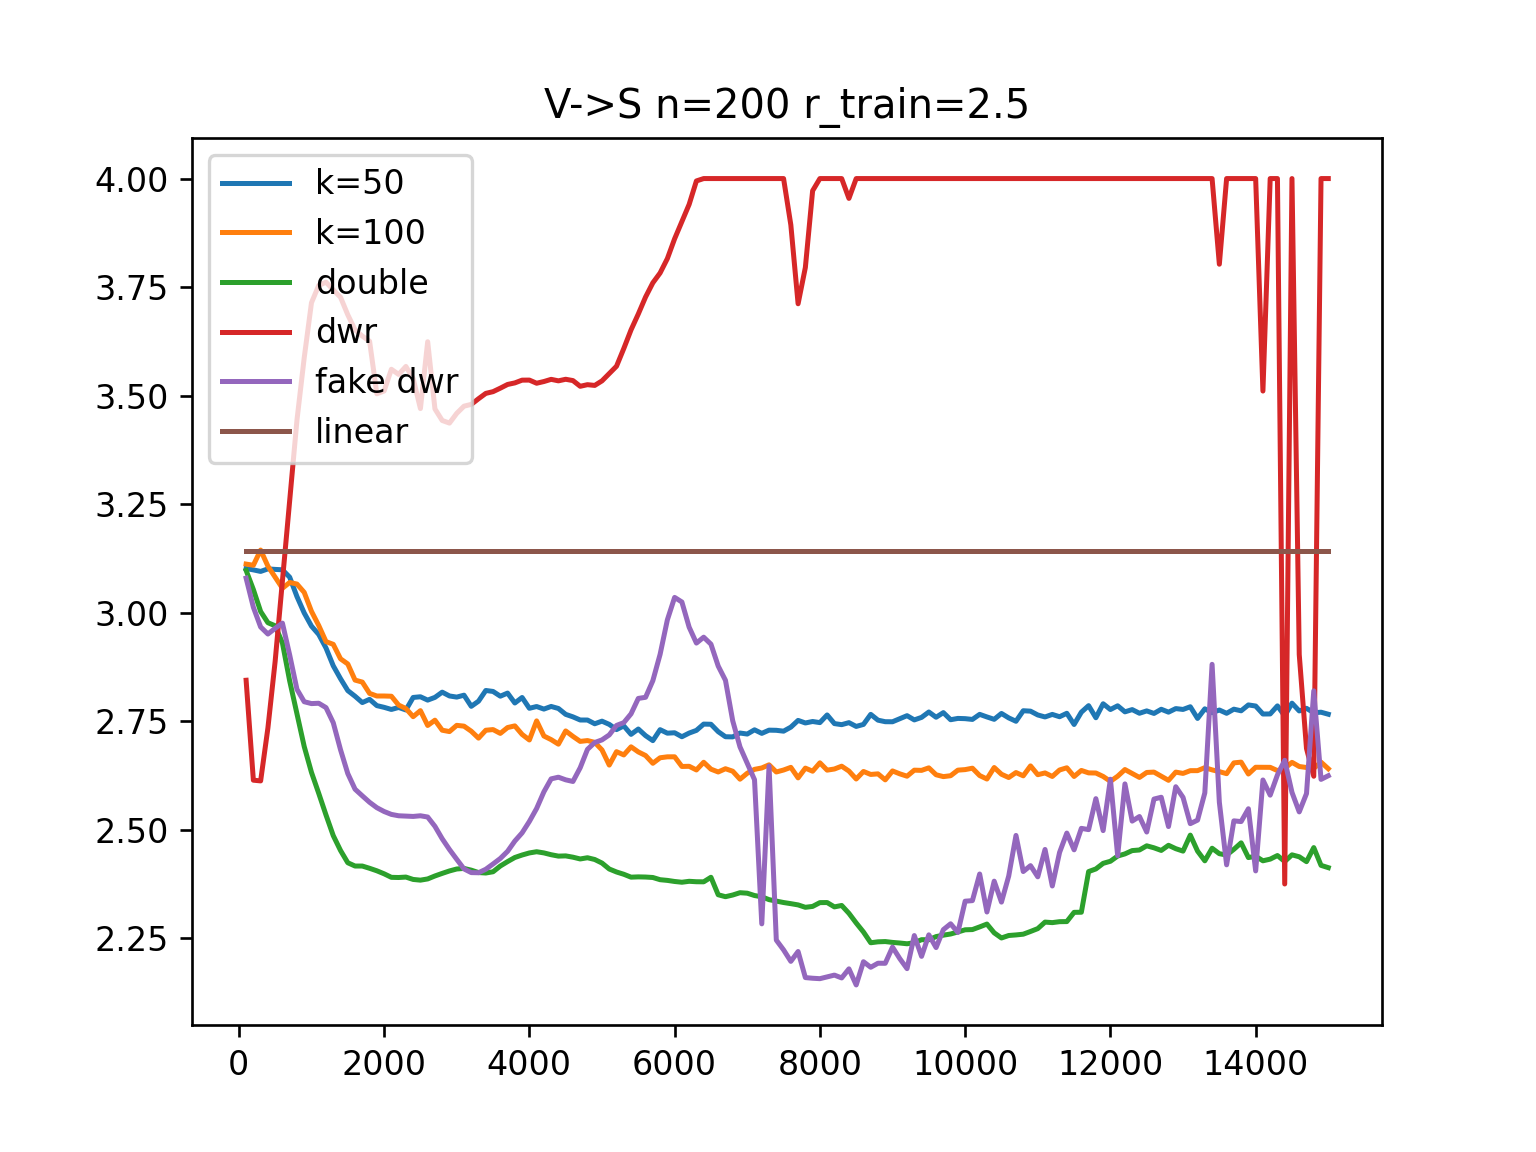 V->S n=200 r_train=2.5
4.00
3.75
3.50
3.25
3.00
2.75
2.50
2.25
k=50
k=100
double
dwr
fake dwr
linear
0 2000 4000 6000 8000 10000 12000 14000